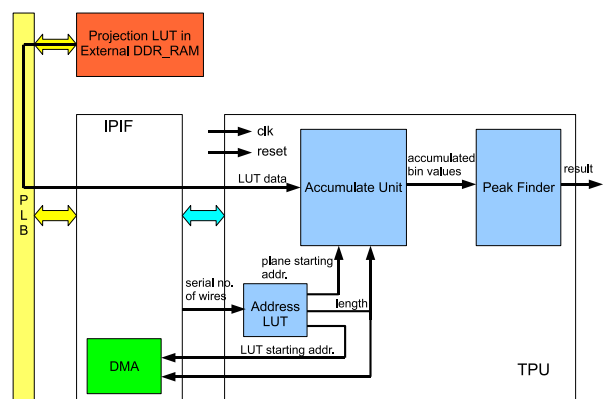 Projection LUT in
External DDR_RAM
IPIF
clk
reset
LUT data
Accumulate Unit
accumulated
bin values
Peak Finder
result
P
L
B
plane starting
addr.
serial no.
of wires
Address
LUT
length
LUT starting addr.
DMA
TPU